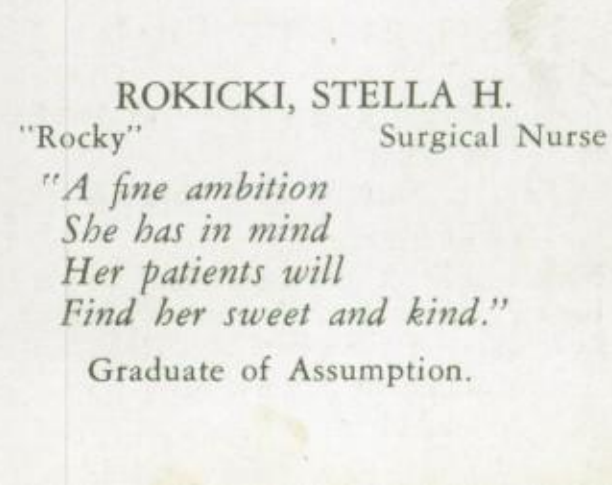 ROKICKI, STELLA H.
"Rocky" Surgical Nurse
"A fine ambition
She has in mind
Her patients will
Find her sweet and kind."
Graduate of Assumption.